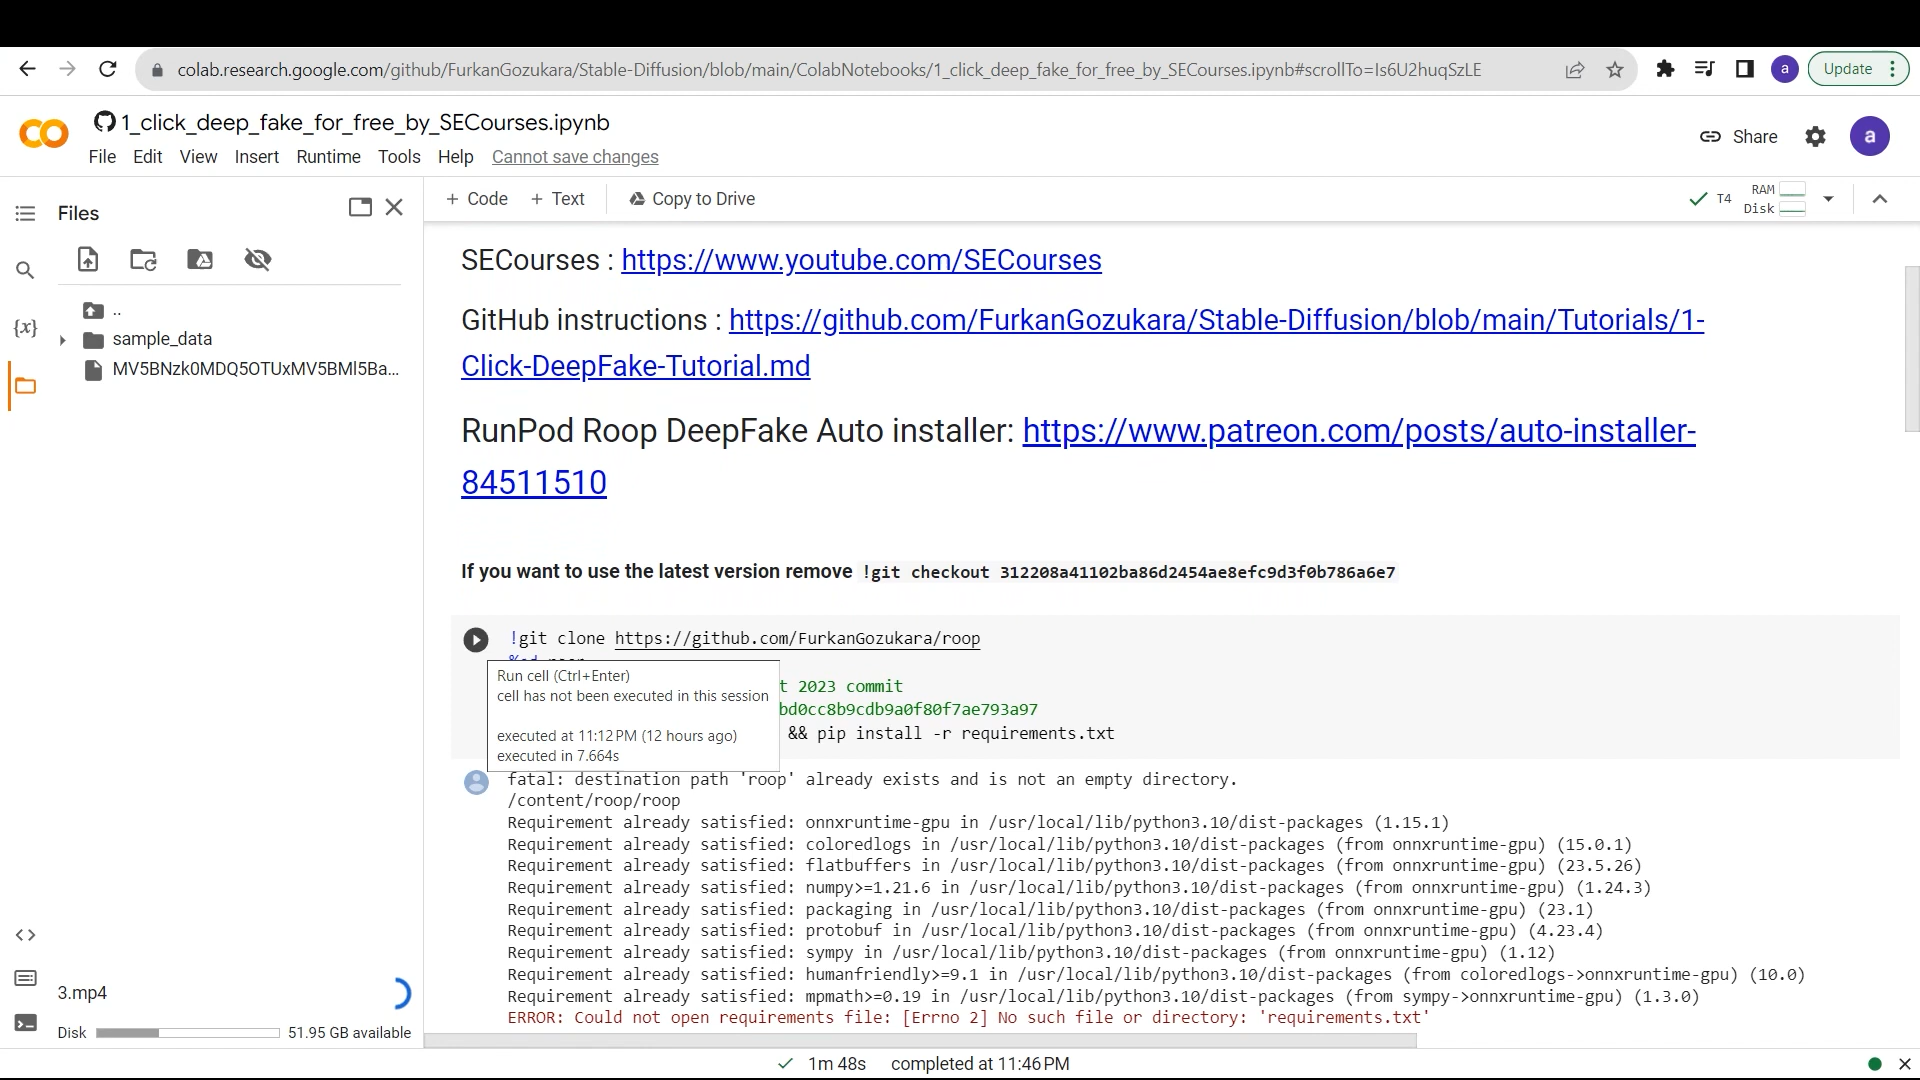 colab.research.google.com/github/FurkanGozukara/Stable-Diffusion/blob/main/ColabNotebooks/1_click_deep_fake_for_free_by_SECourses.ipynb#scrollTo=Is6U2huqSzLE
a
Update
1_click_deep_fake_for_free_by_SECourses.ipynb
File Edit View Insert Runtime Tools Help Cannot save changes
Share
a
Files
+ Code + Text Copy to Drive
T4 RAM
Disk
..
sample_data
MV5BNzk0MDQ5OTUxMV5BMl5Ba...
{x}
SECourses : https://www.youtube.com/SECourses
GitHub instructions : https://github.com/FurkanGozukara/Stable-Diffusion/blob/main/Tutorials/1-
Click-DeepFake-Tutorial.md
RunPod Roop DeepFake Auto installer: https://www.patreon.com/posts/auto-installer-
84511510
If you want to use the latest version remove !git checkout 312208a41102ba86d2454ae8efc9d3f0b786a6e7
!git clone https://github.com/FurkanGozukara/roop
Run cell (Ctrl+Enter)
cell has not been executed in this session
executed at 11:12 PM (12 hours ago)
executed in 7.664s
t 2023 commit
bd0cc8b9cdb9a0f80f7ae793a97
&& pip install -r requirements.txt
fatal: destination path 'roop' already exists and is not an empty directory.
/content/roop/roop
Requirement already satisfied: onnxruntime-gpu in /usr/local/lib/python3.10/dist-packages (1.15.1)
Requirement already satisfied: coloredlogs in /usr/local/lib/python3.10/dist-packages (from onnxruntime-gpu) (15.0.1)
Requirement already satisfied: flatbuffers in /usr/local/lib/python3.10/dist-packages (from onnxruntime-gpu) (23.5.26)
Requirement already satisfied: numpy>=1.21.6 in /usr/local/lib/python3.10/dist-packages (from onnxruntime-gpu) (1.24.3)
Requirement already satisfied: packaging in /usr/local/lib/python3.10/dist-packages (from onnxruntime-gpu) (23.1)
Requirement already satisfied: protobuf in /usr/local/lib/python3.10/dist-packages (from onnxruntime-gpu) (4.23.4)
Requirement already satisfied: sympy in /usr/local/lib/python3.10/dist-packages (from onnxruntime-gpu) (1.12)
Requirement already satisfied: humanfriendly>=9.1 in /usr/local/lib/python3.10/dist-packages (from coloredlogs->onnxruntime-gpu) (10.0)
Requirement already satisfied: mpmath>=0.19 in /usr/local/lib/python3.10/dist-packages (from sympy->onnxruntime-gpu) (1.3.0)
ERROR: Could not open requirements file: [Errno 2] No such file or directory: 'requirements.txt'
3.mp4
Disk 51.95 GB available
1m 48s completed at 11:46 PM